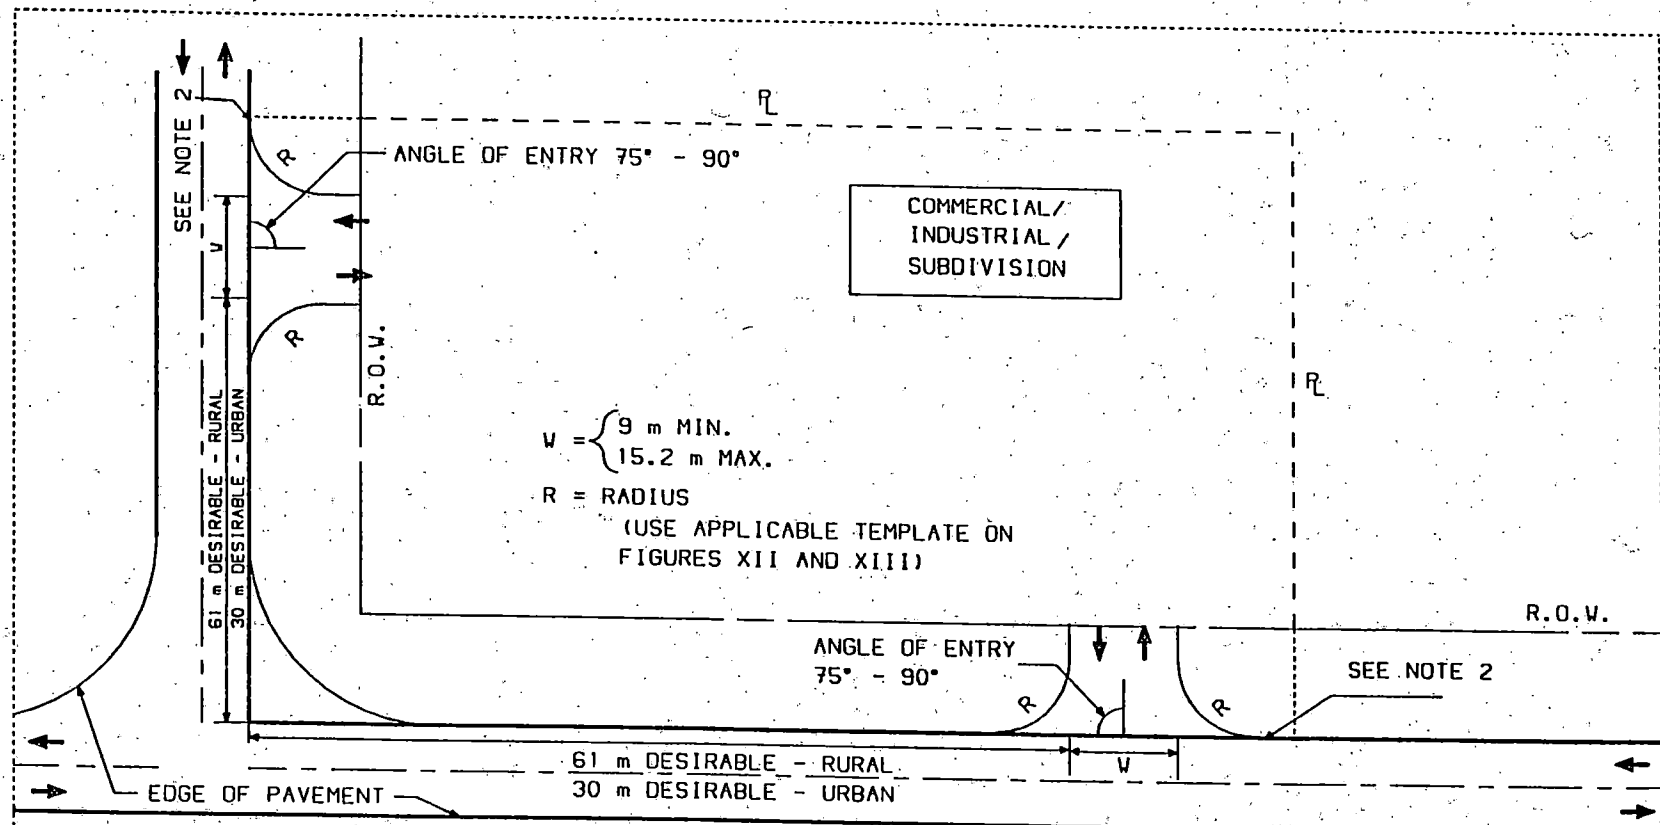 SEE NOTE 2
R
ANGLE OF ENTRY 75° - 90°
W
R
61 m DESIRABLE - RURAL
30 m DESIRABLE - URBAN
R.O.W.
PL
COMMERCIAL/
INDUSTRIAL/
SUBDIVISION
PL
W = 9 m MIN.
15.2 m MAX.
R = RADIUS
(USE APPLICABLE TEMPLATE ON
FIGURES XII AND XIII)
R.O.W.
ANGLE OF ENTRY
75° - 90°
SEE NOTE 2
R
R
61 m DESIRABLE - RURAL
30 m DESIRABLE - URBAN
W
EDGE OF PAVEMENT